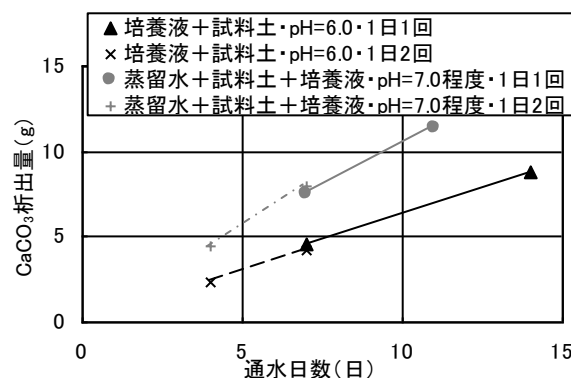 培養液＋試料土・pH=6.0・1日1回
培養液＋試料土・pH=6.0・1日2回
蒸留水＋試料土＋培養液・pH=7.0程度・1日1回
蒸留水＋試料土＋培養液・pH=7.0程度・1日2回
CaCO₃析出量(g)
15
10
5
0
0 5 10 15
通水日数(日)